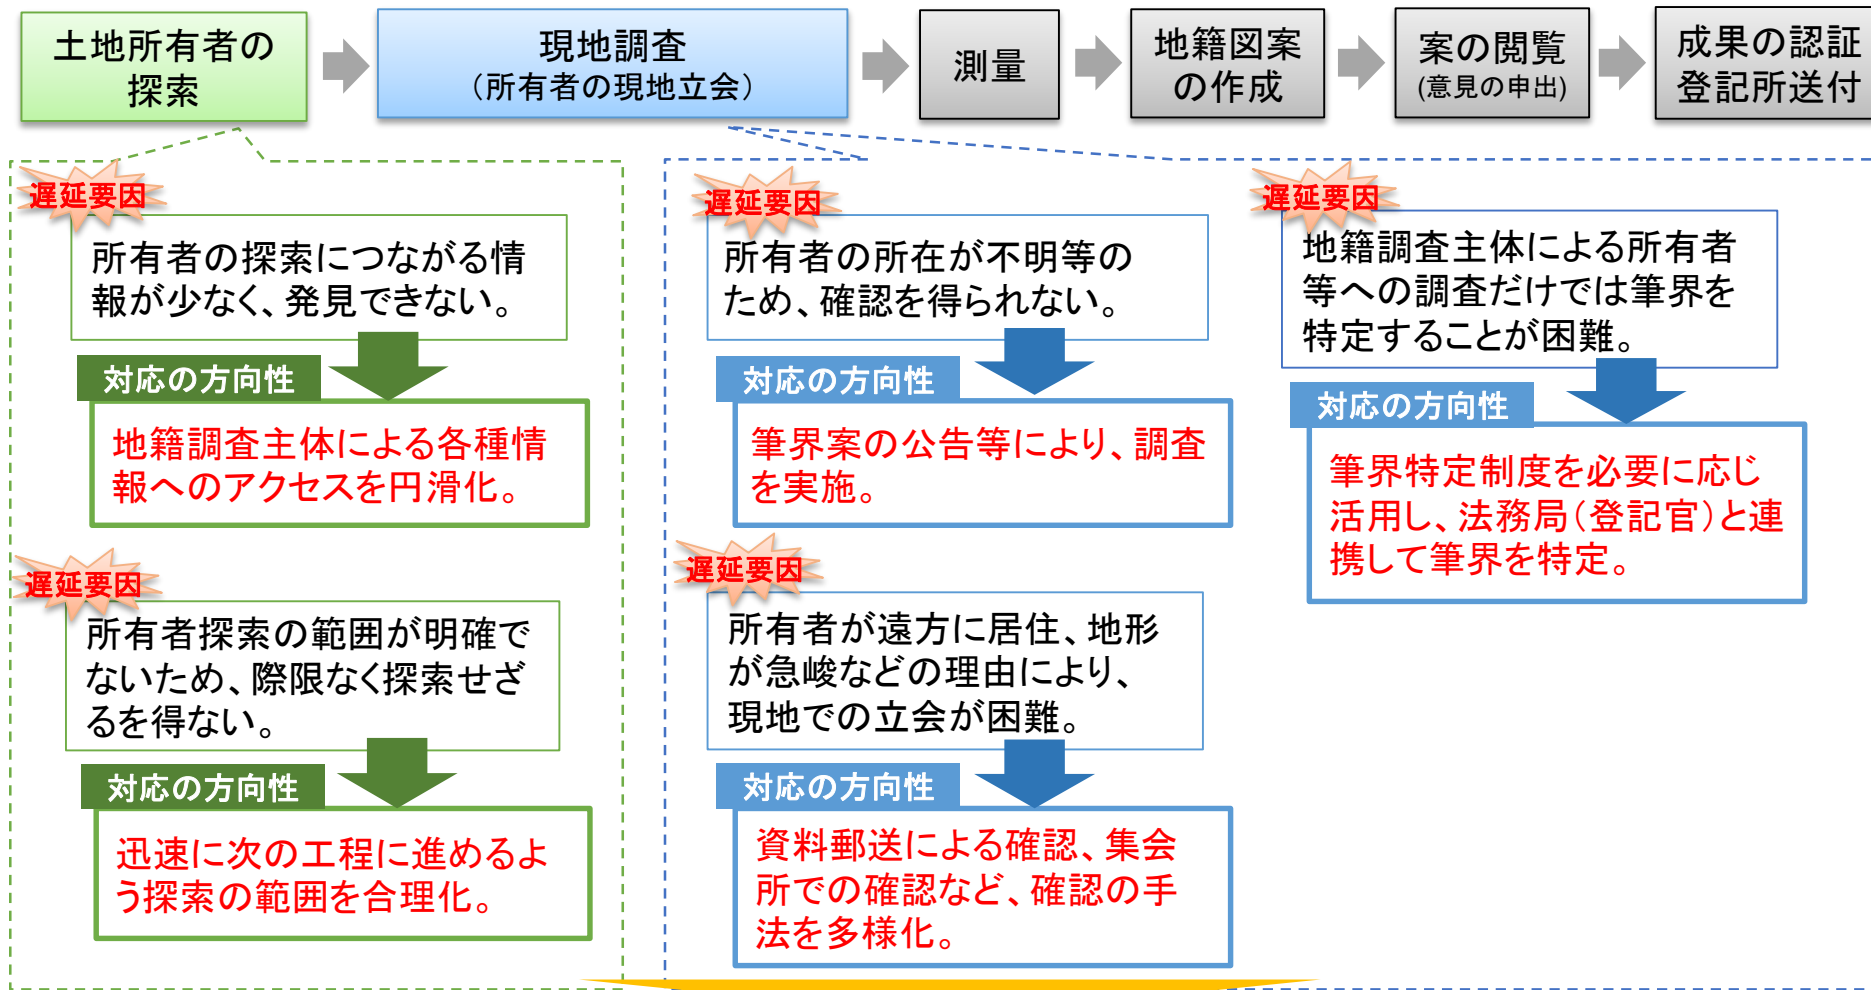 土地所有者の
探索
現地調査
（所有者の現地立会）
測量
地籍図案
の作成
案の閲覧
(意見の申出)
成果の認証
登記所送付
遅延要因
所有者の探索につながる情
報が少なく、発見できない。
対応の方向性
地籍調査主体による各種情
報へのアクセスを円滑化。
遅延要因
所有者探索の範囲が明確で
ないため、際限なく探索せざ
るを得ない。
対応の方向性
迅速に次の工程に進めるよ
う探索の範囲を合理化。
遅延要因
所有者の所在が不明等の
ため、確認を得られない。
対応の方向性
筆界案の公告等により、調査
を実施。
遅延要因
所有者が遠方に居住、地形
が急峻などの理由により、
現地での立会が困難。
対応の方向性
資料郵送による確認、集会
所での確認など、確認の手
法を多様化。
遅延要因
地籍調査主体による所有者
等への調査だけでは筆界を
特定することが困難。
対応の方向性
筆界特定制度を必要に応じ
活用し、法務局（登記官）と連
携して筆界を特定。